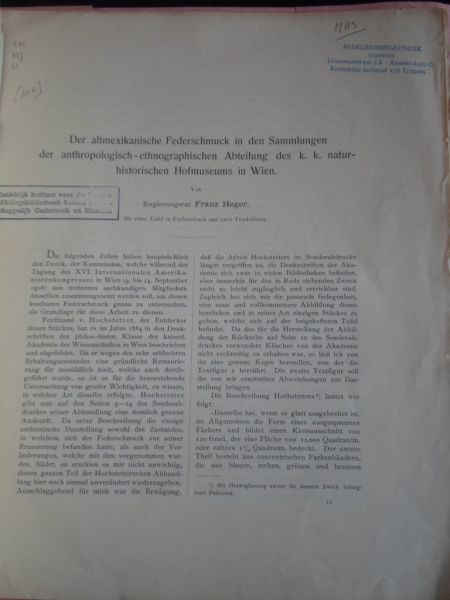 MUS
AFDELINGSBIBLIOTHEEK
museum
Linnaeusstraat 2A - Amsterdam-O.
Koninklijk Instituut v/d Tropen
Der altmexikanische Federschmuck in den Sammlungen
der anthropologisch-ethnographischen Abteilung des k. k. natur-
historischen Hofmuseums in Wien.
Von
Regierungsrat Franz Heger.
Mit einer Tafel in Farbendruck und zwei Textbildern.
Koninklijk Instituut voor de
Afdelingsbibliotheek
Die folgenden Zeilen haben hauptsächlich
den Zweck, der Kommission, welche während der
Tagung des XVI. Internationalen Amerika-
nistenkongresses in Wien (9. bis 14. September
1908) aus mehreren sachkundigen Mitgliedern
desselben zusammengesetzt werden soll, um diesen
kostbaren Federschmuck genau zu untersuchen,
als Grundlage für diese Arbeit zu dienen.
Ferdinand v. Hochstetter, der Entdecker
dieses Stückes, hat es im Jahre 1884 in den Denk-
schriften der philos.-histor. Klasse der kaiserl.
Akademie der Wissenschaften in Wien beschrieben
und abgebildet. Da er wegen des sehr schlechten
Erhaltungszustandes eine gründliche Restaurie-
rung für unerläßlich hielt, welche auch durch-
geführt wurde, so ist es für die bevorstehende
Untersuchung von großer Wichtigkeit, zu wissen,
in welcher Art dieselbe erfolgte. Hochstetter
gibt nun auf den Seiten 9—14 des Sonderab-
druckes seiner Abhandlung eine ziemlich genaue
Auskunft. Da seine Beschreibung die einzige
authentische Darstellung sowohl des Zustandes,
in welchem sich der Federschmuck vor seiner
Erneuerung befunden hatte, als auch der Ver-
änderungen, welche mit ihm vorgenommen wur-
den, bildet, so erschien es mir nicht unwichtig,
diesen ganzen Teil der Hochstetterschen Abhand-
lung hier noch einmal unverändert wiederzugeben.
Ausschlaggebend für mich war die Erwägung,
daß die Arbeit Hochstetters im Sonderabdrucke
längst vergriffen ist, die Denkschriften der Aka-
demie sich zwar in vielen Bibliotheken befinden,
aber immerhin für den in Rede stehenden Zweck
nicht so leicht zugänglich und erreichbar sind.
Zugleich bot sich mir die passende Gelegenheit,
eine neue und vollkommenere Abbildung dieses
herrlichen und in seiner Art einzigen Stückes zu
geben, welche sich auf der beigehefteten Tafel
befindet. Da das für die Herstellung der Abbil-
dung der Rückseite auf Seite 12 des Sonderab-
druckes verwendete Klischee von der Akademie
nicht rechtzeitig zu erhalten war, so ließ ich von
ihr eine genaue Kopie herstellen, von der die
Textfigur 1 herrührt. Die zweite Textfigur soll
die von mir ermittelten Abweichungen zur Dar-
stellung bringen.
Die Beschreibung Hochstetters ¹) lautet wie
folgt:
»Dasselbe hat, wenn es glatt ausgebreitet ist,
im Allgemeinen die Form eines ausgespannten
Fächers und bildet einen Kreisausschnitt von
120 Grad, der eine Fläche von 12.000 Quadratcm.
oder nahezu 1¹/₄ Quadratm. bedeckt. Der untere
Theil besteht aus concentrischen Farbenbändern,
die aus blauen, rothen, grünen und braunen
¹) Mit Hinweglassung zweier für unseren Zweck belang-
loser Fußnoten.